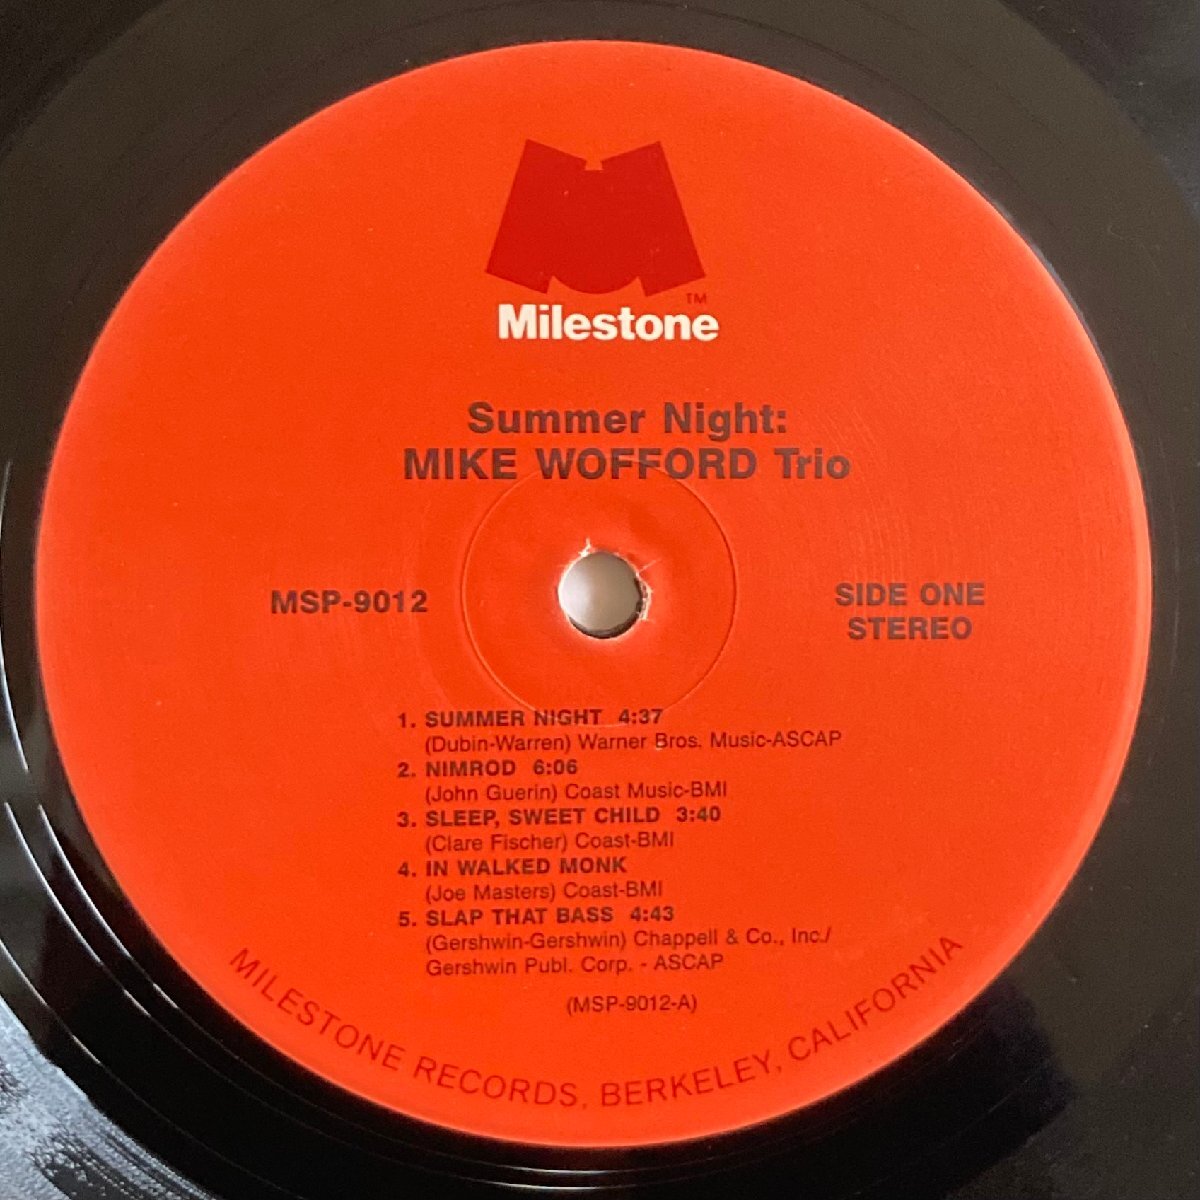 TM
Milestone
Summer Night:
MIKE WOFFORD Trio
MSP-9012
SIDE ONE
STEREO
1. SUMMER NIGHT 4:37
(Dubin-Warren) Warner Bros. Music-ASCAP
2. NIMROD 6:06
(John Guerin) Coast Music-BMI
3. SLEEP, SWEET CHILD 3:40
(Clare Fischer) Coast-BMI
4. IN WALKED MONK
(Joe Masters) Coast-BMI
5. SLAP THAT BASS 4:43
(Gershwin-Gershwin) Chappell & Co., Inc./
Gershwin Publ. Corp. - ASCAP
(MSP-9012-A)
MILESTONE RECORDS, BERKELEY, CALIFORNIA